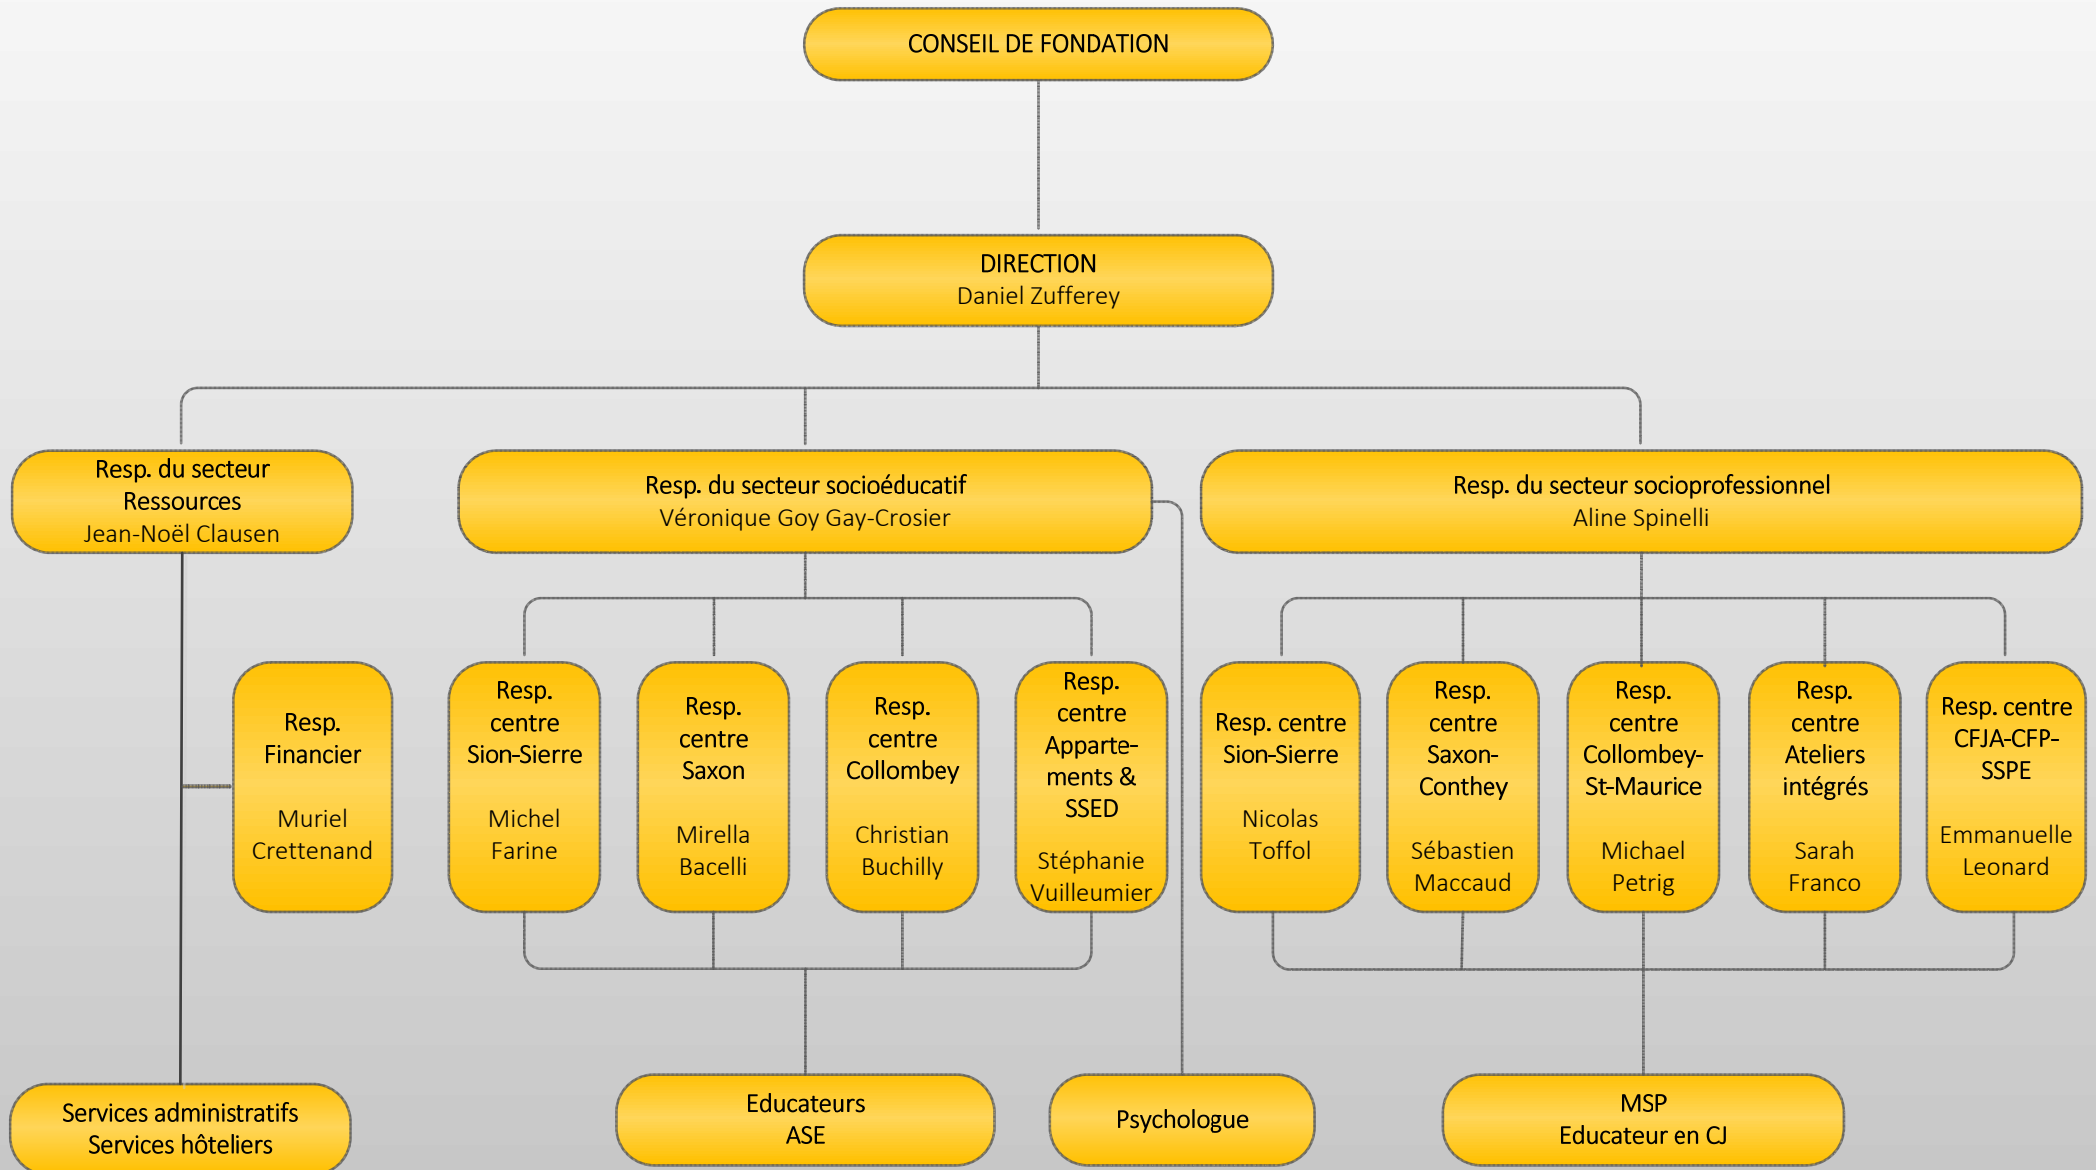 CONSEIL DE FONDATION
DIRECTION
Daniel Zufferey
Resp. du secteur
Ressources
Jean-Noël Clausen
Resp. du secteur socioéducatif
Véronique Goy Gay-Crosier
Resp. du secteur socioprofessionnel
Aline Spinelli
Resp.
Financier
Muriel
Crettenand
Resp.
centre
Sion-Sierre
Michel
Farine
Resp.
centre
Saxon
Mirella
Bacelli
Resp.
centre
Collombey
Christian
Buchilly
Resp.
centre
Apparte-
ments &
SSED
Stéphanie
Vuilleumier
Resp. centre
Sion-Sierre
Nicolas
Toffol
Resp.
centre
Saxon-
Conthey
Sébastien
Maccaud
Resp.
centre
Collombey-
St-Maurice
Michael
Petrig
Resp.
centre
Ateliers
intégrés
Sarah
Franco
Resp. centre
CFJA-CFP-
SSPE
Emmanuelle
Leonard
Services administratifs
Services hôteliers
Educateurs
ASE
Psychologue
MSP
Educateur en CJ